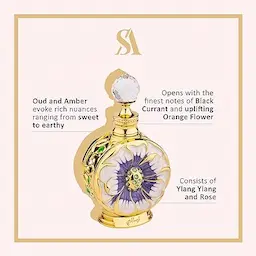 SA
Oud and Amber
evoke rich nuances
ranging from sweet
to earthy
Opens with the
finest notes of Black
Currant and uplifting
Orange Flower
Consists of
Ylang Ylang
and Rose